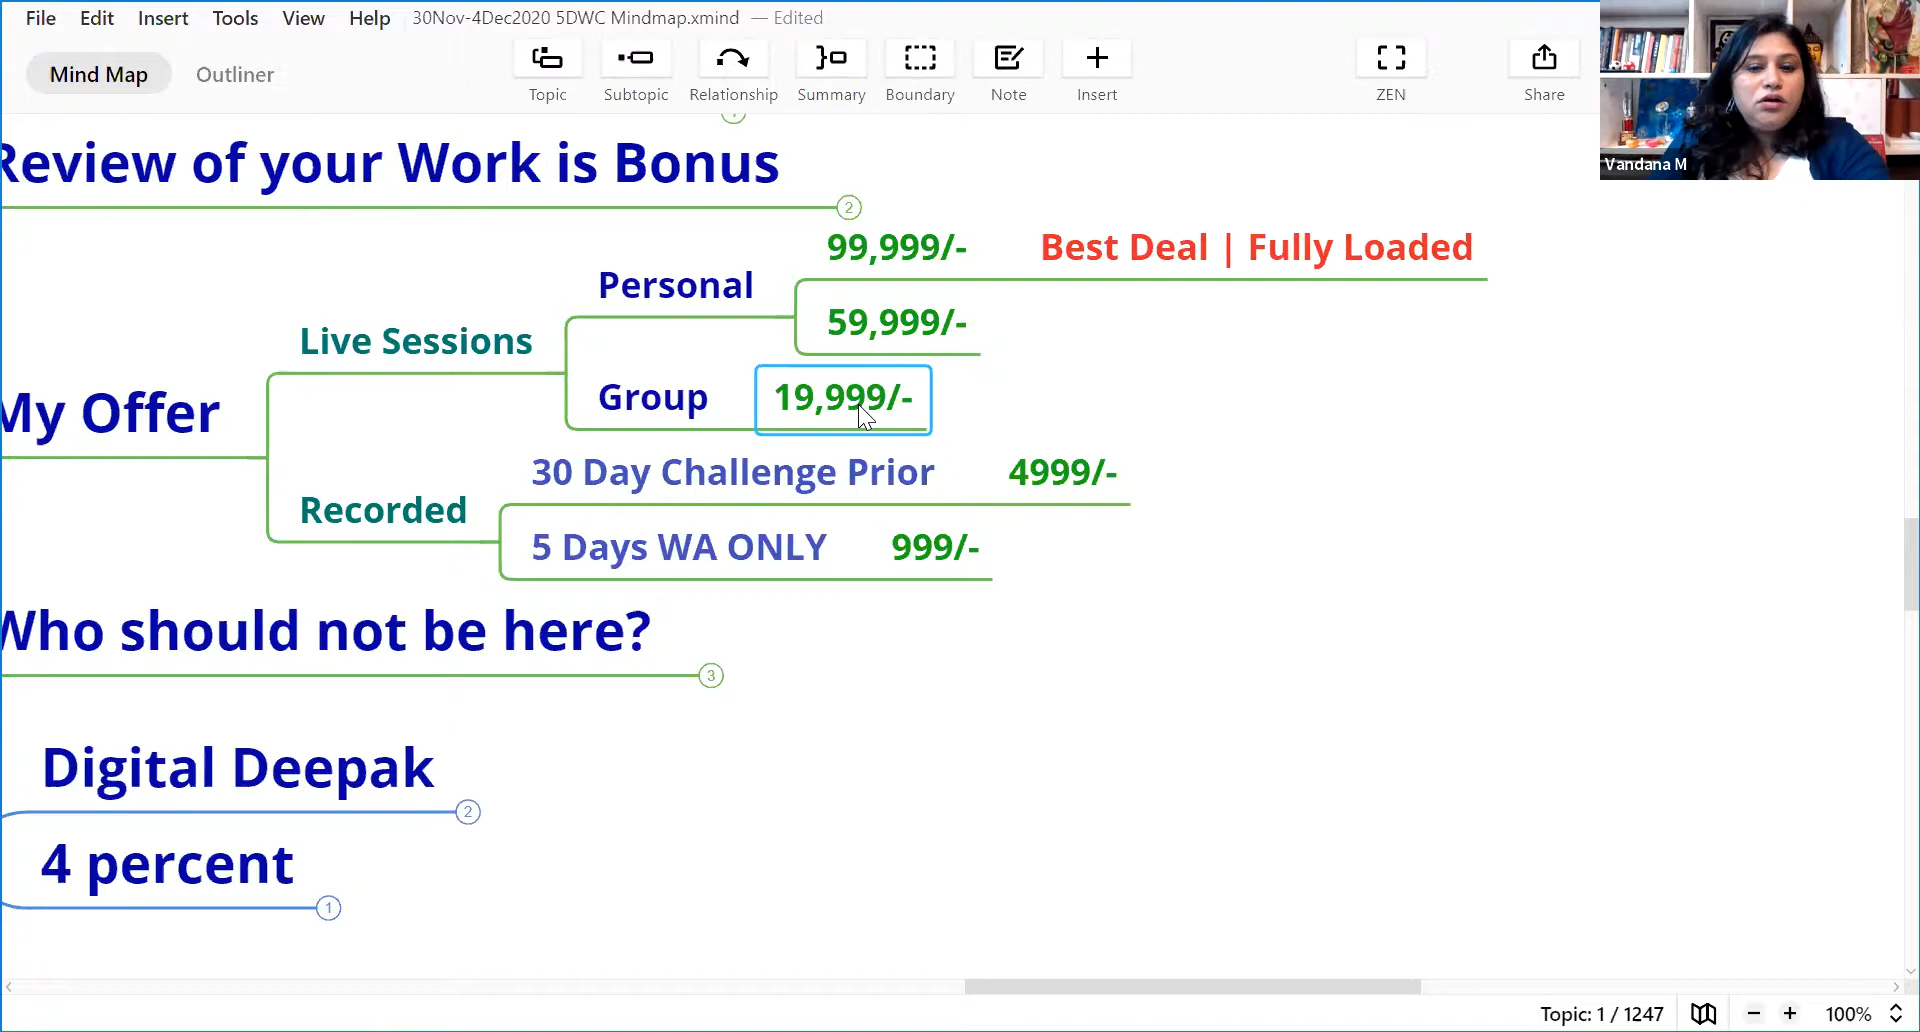 File Edit Insert Tools View Help 30Nov-4Dec2020 5DWC Mindmap.xmind — Edited
Mind Map Outliner
Topic Subtopic Relationship Summary Boundary Note Insert ZEN Share
Vandana M
Review of your Work is Bonus
2
99,999/- Best Deal | Fully Loaded
Personal
59,999/-
Live Sessions
Group 19,999/-
My Offer
30 Day Challenge Prior 4999/-
Recorded
5 Days WA ONLY 999/-
Who should not be here?
3
Digital Deepak
2
4 percent
1
Topic: 1 / 1247 100%